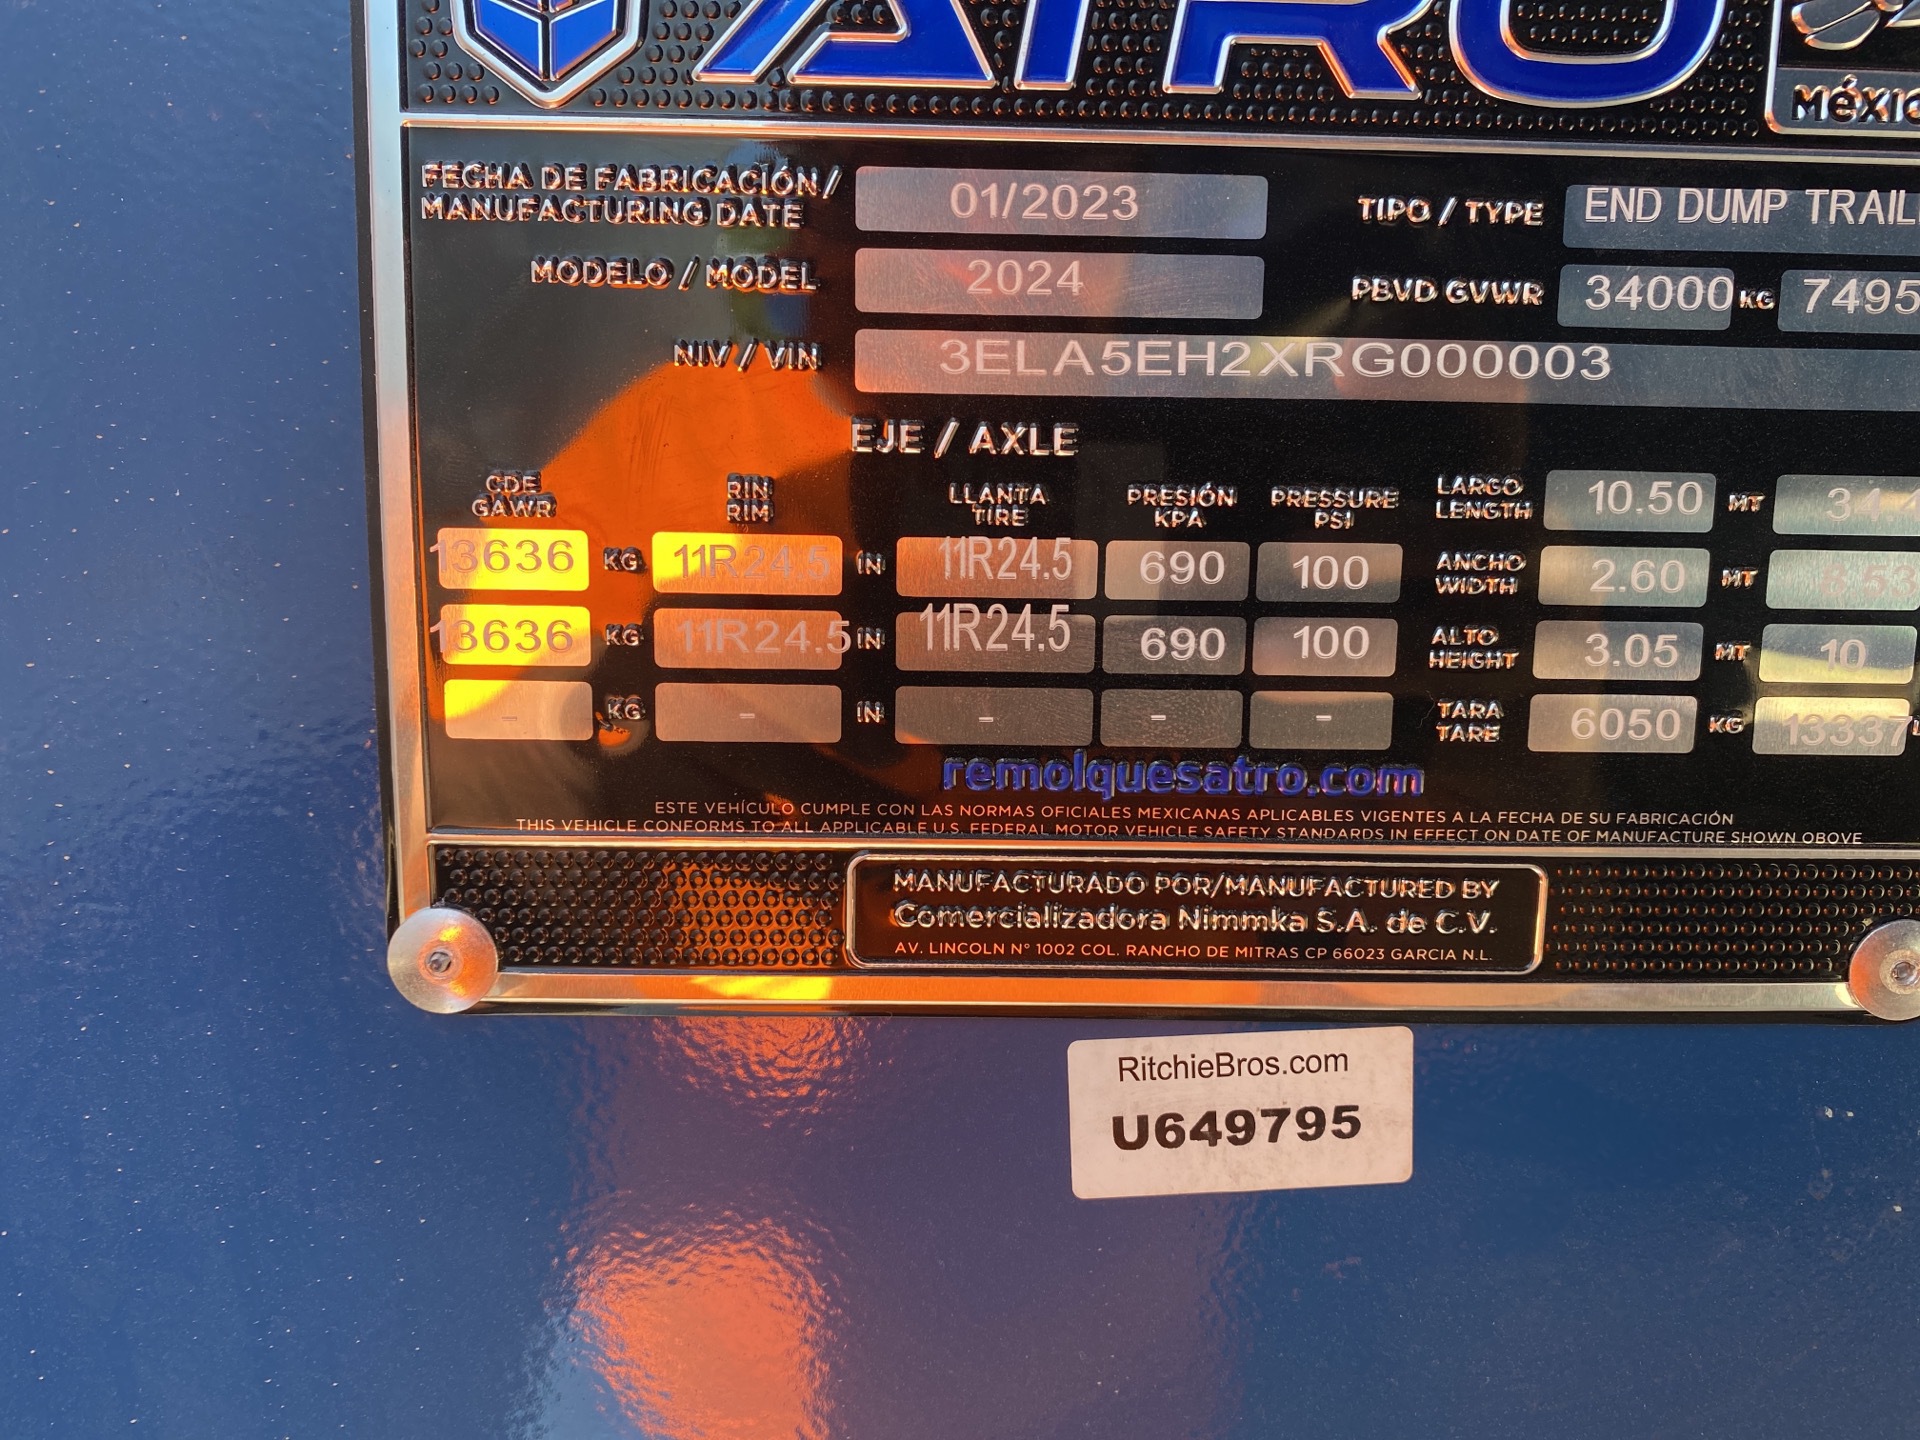 ATRO
MÉXIC
FECHA DE FABRICACIÓN /
MANUFACTURING DATE
01/2023
TIPO / TYPE
END DUMP TRAIL
MODELO / MODEL
2024
PBVD GVWR
34000 KG 7495
NIV / VIN
3ELA5EH2XRG000003
EJE / AXLE
CDE
GAWR
RIN
RIM
LLANTA
TIRE
PRESIÓN
KPA
PRESSURE
PSI
LARGO
LENGTH
10.50 MT 34.4
13636 KG 11R24.5 IN 11R24.5 690 100
ANCHO
WIDTH
2.60 MT 8.53
13636 KG 11R24.5 IN 11R24.5 690 100
ALTO
HEIGHT
3.05 MT 10
- KG - IN - - -
TARA
TARE
6050 KG 13337
remolquesatro.com
ESTE VEHÍCULO CUMPLE CON LAS NORMAS OFICIALES MEXICANAS APLICABLES VIGENTES A LA FECHA DE SU FABRICACIÓN
THIS VEHICLE CONFORMS TO ALL APPLICABLE U.S. FEDERAL MOTOR VEHICLE SAFETY STANDARDS IN EFFECT ON DATE OF MANUFACTURE SHOWN OBOVE
MANUFACTURADO POR/MANUFACTURED BY
Comercializadora Nimmka S.A. de C.V.
AV. LINCOLN N° 1002 COL. RANCHO DE MITRAS CP 66023 GARCIA N.L.
RitchieBros.com
U649795